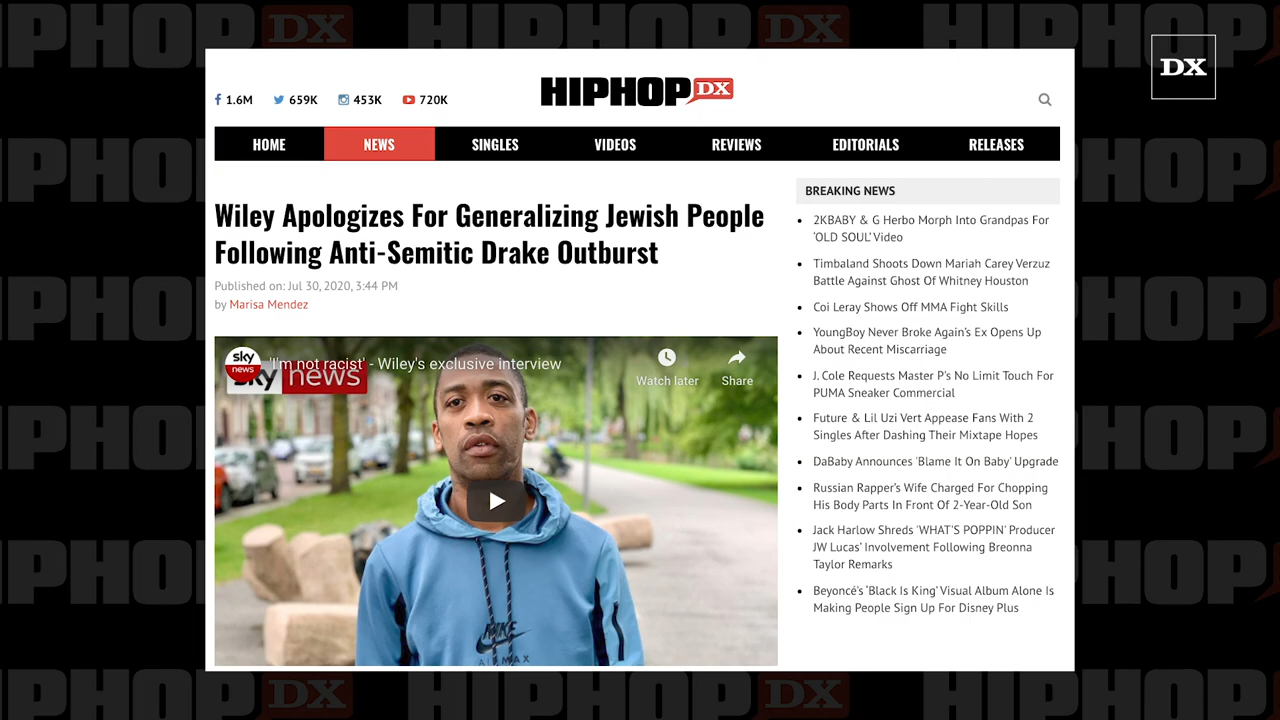 HIPHOP DX
DX
1.6M 659K 453K 720K
HIPHOP DX
HOME NEWS SINGLES VIDEOS REVIEWS EDITORIALS RELEASES
Wiley Apologizes For Generalizing Jewish People
Following Anti-Semitic Drake Outburst
Published on: Jul 30, 2020, 3:44 PM
by Marisa Mendez
sky news
'I'm not racist' - Wiley's exclusive interview
Watch later Share
sky news
NIKE
AIR MAX
BREAKING NEWS
2KBABY & G Herbo Morph Into Grandpas For
'OLD SOUL' Video
Timbaland Shoots Down Mariah Carey Verzuz
Battle Against Ghost Of Whitney Houston
Coi Leray Shows Off MMA Fight Skills
YoungBoy Never Broke Again's Ex Opens Up
About Recent Miscarriage
J. Cole Requests Master P's No Limit Touch For
PUMA Sneaker Commercial
Future & Lil Uzi Vert Appease Fans With 2
Singles After Dashing Their Mixtape Hopes
DaBaby Announces 'Blame It On Baby' Upgrade
Russian Rapper's Wife Charged For Chopping
His Body Parts In Front Of 2-Year-Old Son
Jack Harlow Shreds 'WHAT'S POPPIN' Producer
JW Lucas' Involvement Following Breonna
Taylor Remarks
Beyoncé's 'Black Is King' Visual Album Alone Is
Making People Sign Up For Disney Plus